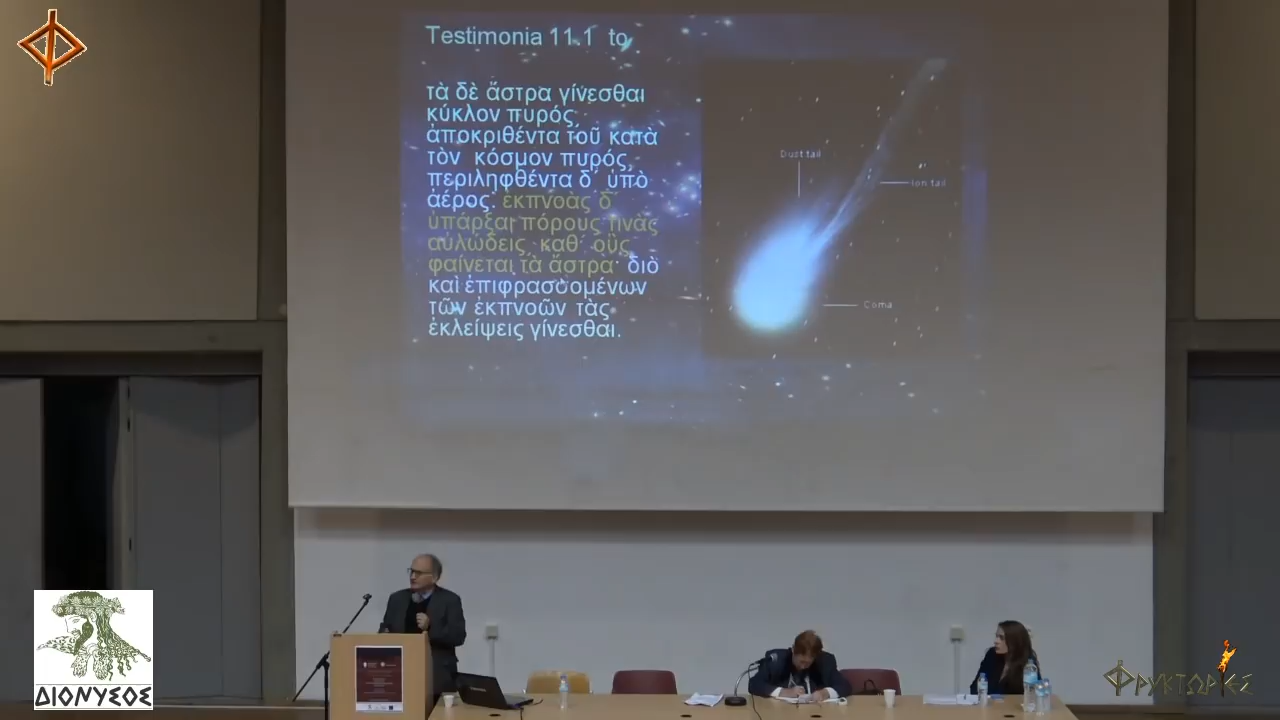 Testimonia 11.1 to
τὰ δὲ ἄστρα γίνεσθαι
κύκλον πυρός,
ἀποκριθέντα τοῦ κατὰ
τὸν κόσμον πυρός,
περιληφθέντα δ᾽ ὑπὸ
ἀέρος. ἐκπνοὰς δ᾽
ὑπάρξαι πόρους τινὰς
αὐλώδεις, καθ᾽ οὓς
φαίνεται τὰ ἄστρα· διὸ
καὶ ἐπιφρασσομένων
τῶν ἐκπνοῶν τὰς
ἐκλείψεις γίνεσθαι.
Dust tail
Ion tail
Coma
ΔΙΟΝΥΣΟΣ
ΦΡΥΚΤΩΡΙΕΣ